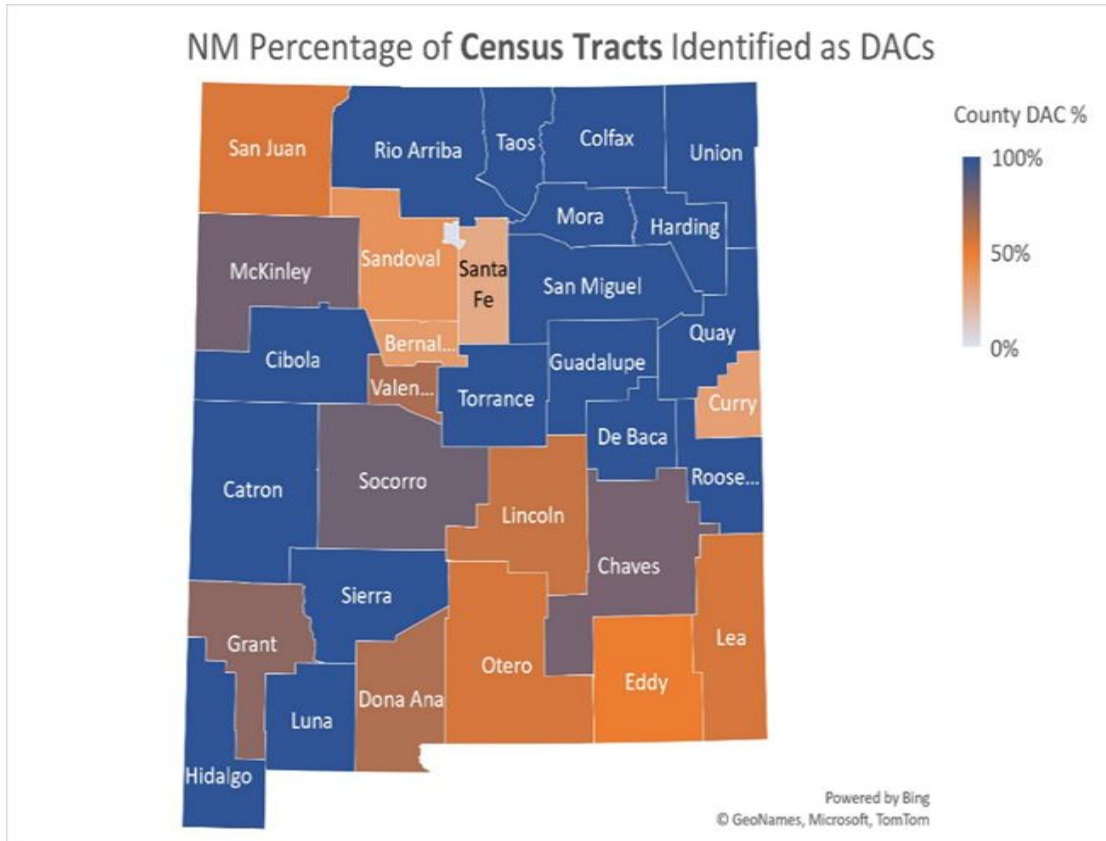 NM Percentage of Census Tracts Identified as DACs
County DAC %
100%
50%
0%
San Juan
Rio Arriba
Taos
Colfax
Union
Mora
Harding
McKinley
Sandoval
Santa
Fe
San Miguel
Quay
Cibola
Bernal...
Valen...
Torrance
Guadalupe
Curry
De Baca
Roose...
Catron
Socorro
Lincoln
Chaves
Sierra
Grant
Otero
Eddy
Lea
Dona Ana
Luna
Hidalgo
Powered by Bing
© GeoNames, Microsoft, TomTom